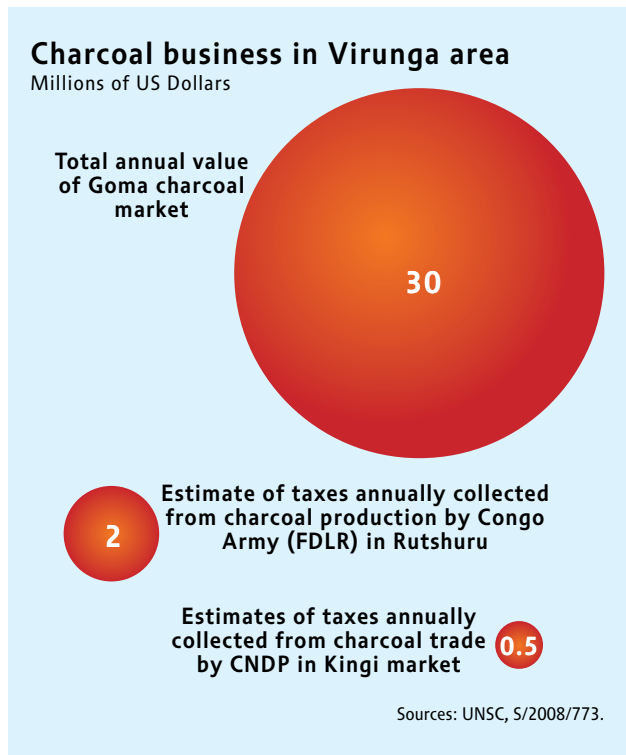 Charcoal business in Virunga area
Millions of US Dollars
Total annual value
of Goma charcoal
market
30
2
Estimate of taxes annually collected
from charcoal production by Congo
Army (FDLR) in Rutshuru
Estimates of taxes annually
collected from charcoal trade
by CNDP in Kingi market
0.5
Sources: UNSC, S/2008/773.